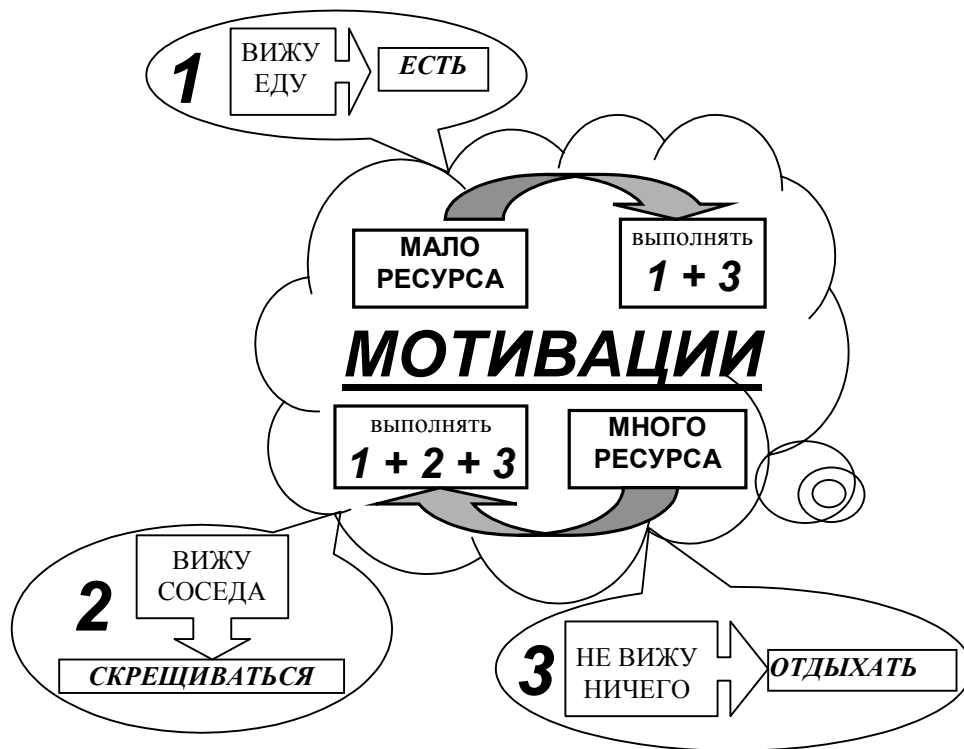 1
ВИЖУ
ЕДУ
ЕСТЬ
МАЛО
РЕСУРСА
выполнять
1 + 3
МОТИВАЦИИ
выполнять
1 + 2 + 3
МНОГО
РЕСУРСА
2
ВИЖУ
СОСЕДА
СКРЕЩИВАТЬСЯ
3
НЕ ВИЖУ
НИЧЕГО
ОТДЫХАТЬ